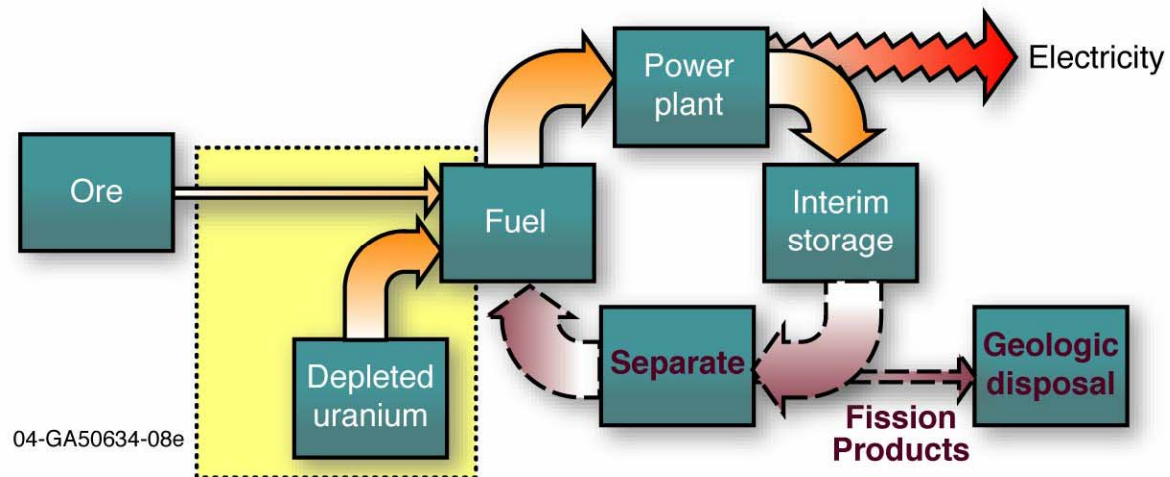 Power
plant
Electricity
Ore
Fuel
Interim
storage
Depleted
uranium
Separate
Geologic
disposal
Fission
Products
04-GA50634-08e